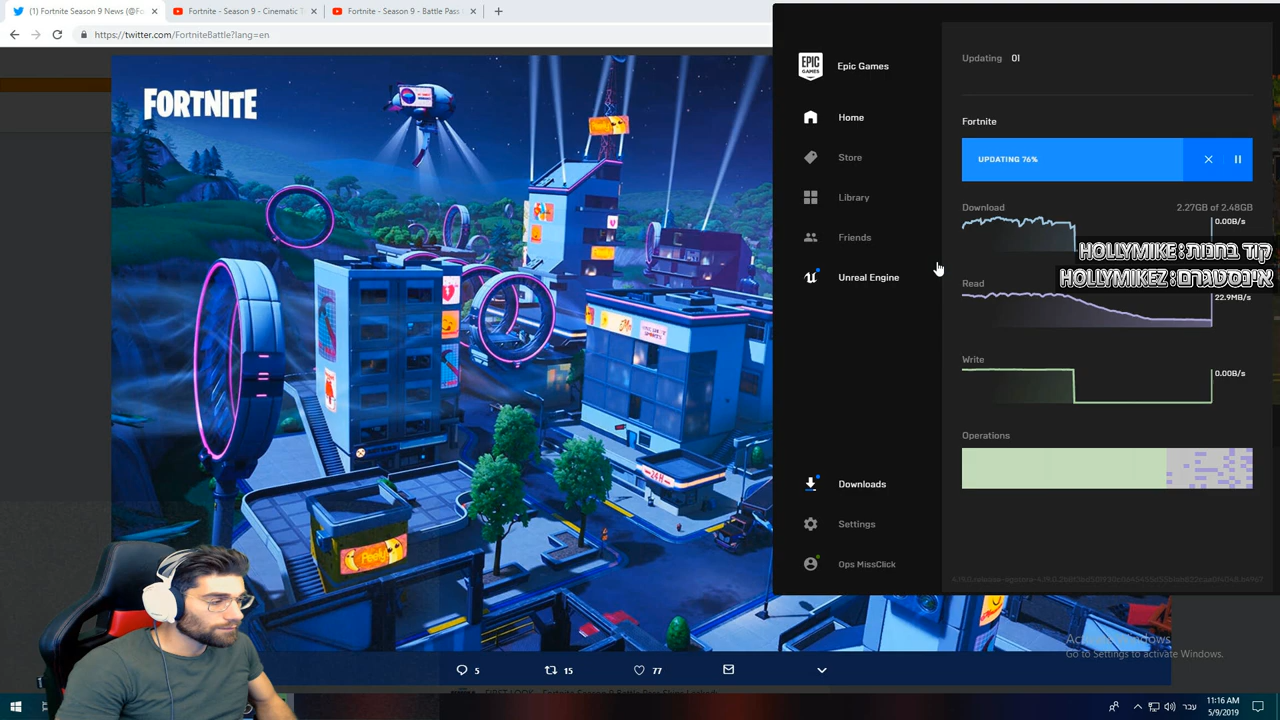 (1) Fortnite Season 9 News (@Fo
Fortnite - Season 9 - Cinematic T
Fortnite - Season 9 - Battle Pass
https://twitter.com/FortniteBattle?lang=en
FORTNITE
24H
Peely
5
15
77
EPIC GAMES
Epic Games
Home
Store
Library
Friends
Unreal Engine
Downloads
Settings
Ops MissClick
Updating 01
Fortnite
UPDATING 76%
Download
2.27GB of 2.48GB
0.00B/s
קוד בחנות: HOLLYMIKE
אינסטגרם: HOLLYMIKEZ
Read
22.9MB/s
Write
0.00B/s
Operations
Activate Windows
Go to Settings to activate Windows.
עבר
11:16 AM
5/9/2019